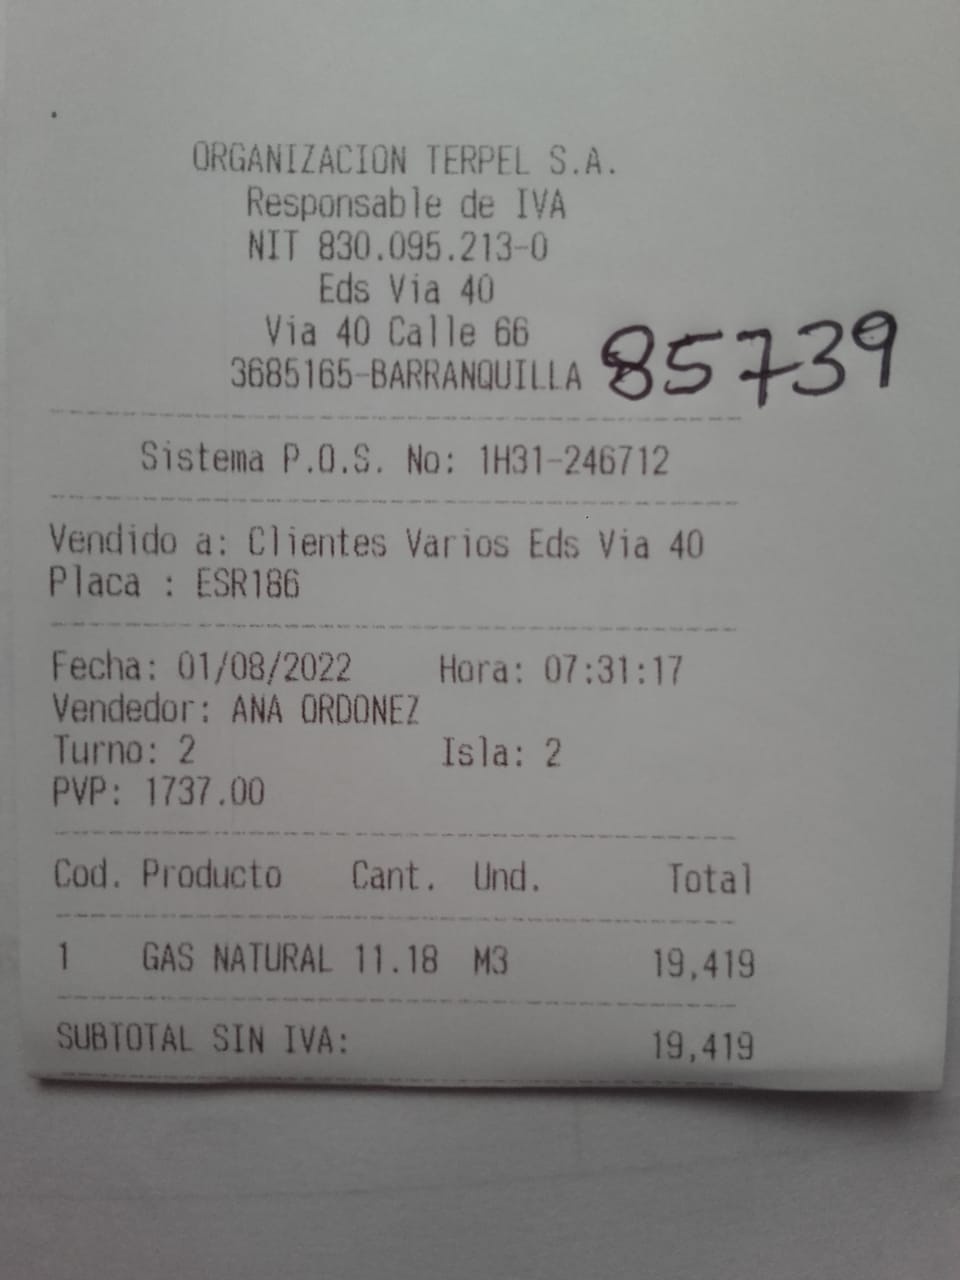 ORGANIZACION TERPEL S.A.
Responsable de IVA
NIT 830.095.213-0
Eds Via 40
Via 40 Calle 66
3685165-BARRANQUILLA 85739
Sistema P.O.S. No: 1H31-246712
Vendido a: Clientes Varios Eds Via 40
Placa : ESR186
Fecha: 01/08/2022 Hora: 07:31:17
Vendedor: ANA ORDONEZ
Turno: 2 Isla: 2
PVP: 1737.00
Cod. Producto Cant. Und. Total
1 GAS NATURAL 11.18 M3 19,419
SUBTOTAL SIN IVA: 19,419